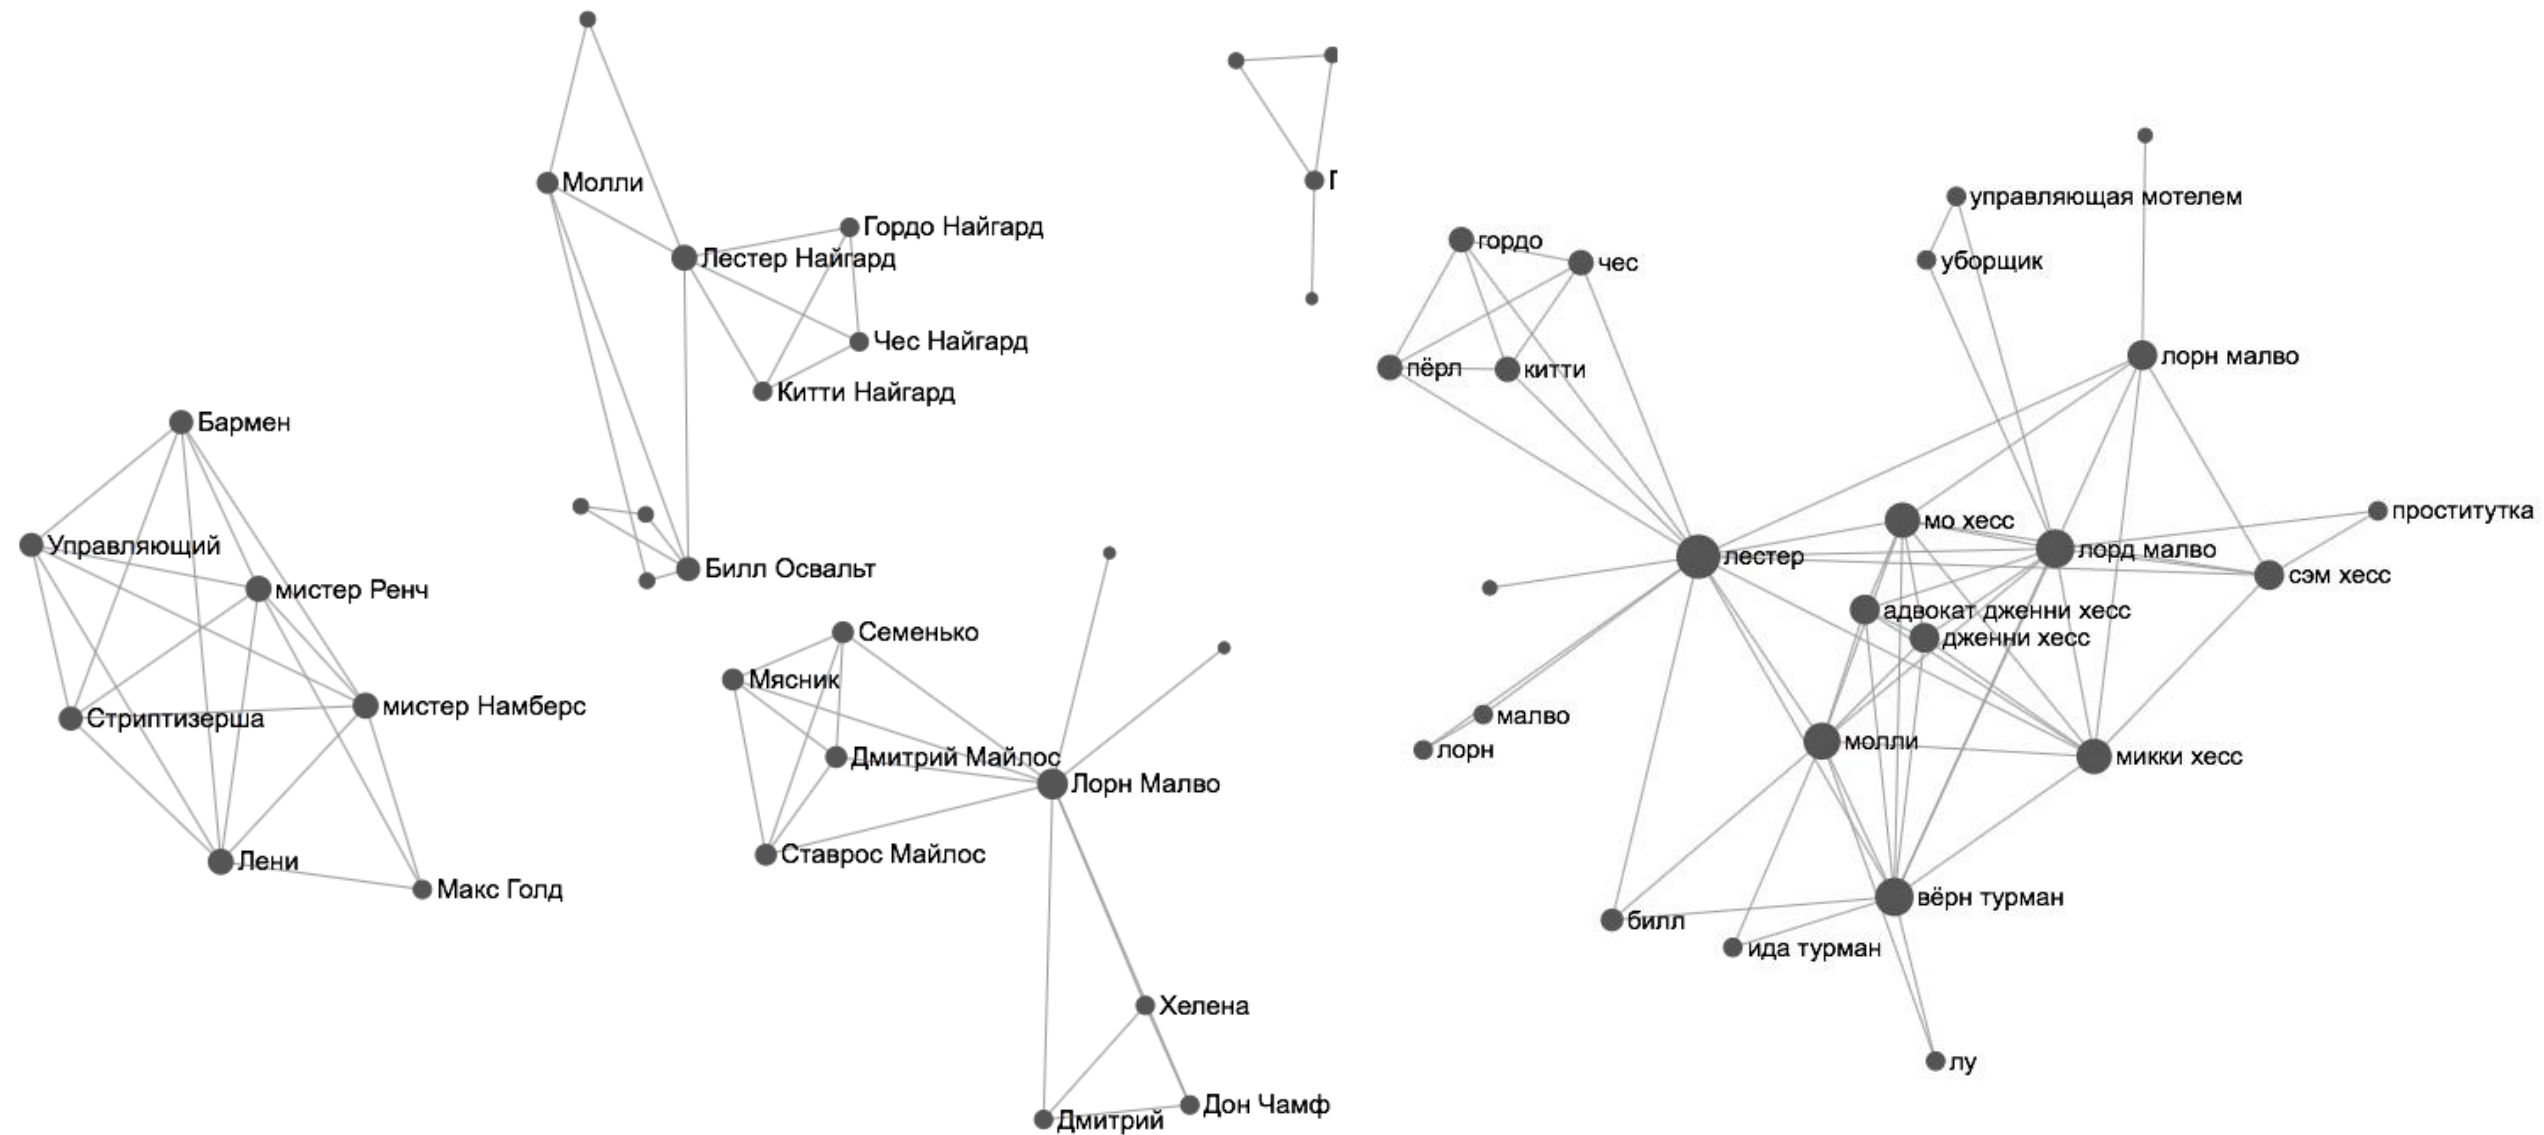 Молли
Гордо Найгард
Лестер Найгард
Чес Найгард
Китти Найгард
Бармен
Управляющий
мистер Ренч
Билл Освальт
Семенько
Мясник
мистер Намберс
Стриптизерша
Дмитрий Майлос
Лорн Малво
Ставрос Майлос
Лени
Макс Голд
Хелена
Дон Чамф
Дмитрий
управляющая мотелем
гордо
чес
уборщик
лорн малво
пёрл
китти
проститутка
мо хесс
лорд малво
лестер
сэм хесс
адвокат дженни хесс
дженни хесс
малво
лорн
молли
микки хесс
вёрн турман
билл
ида турман
лу